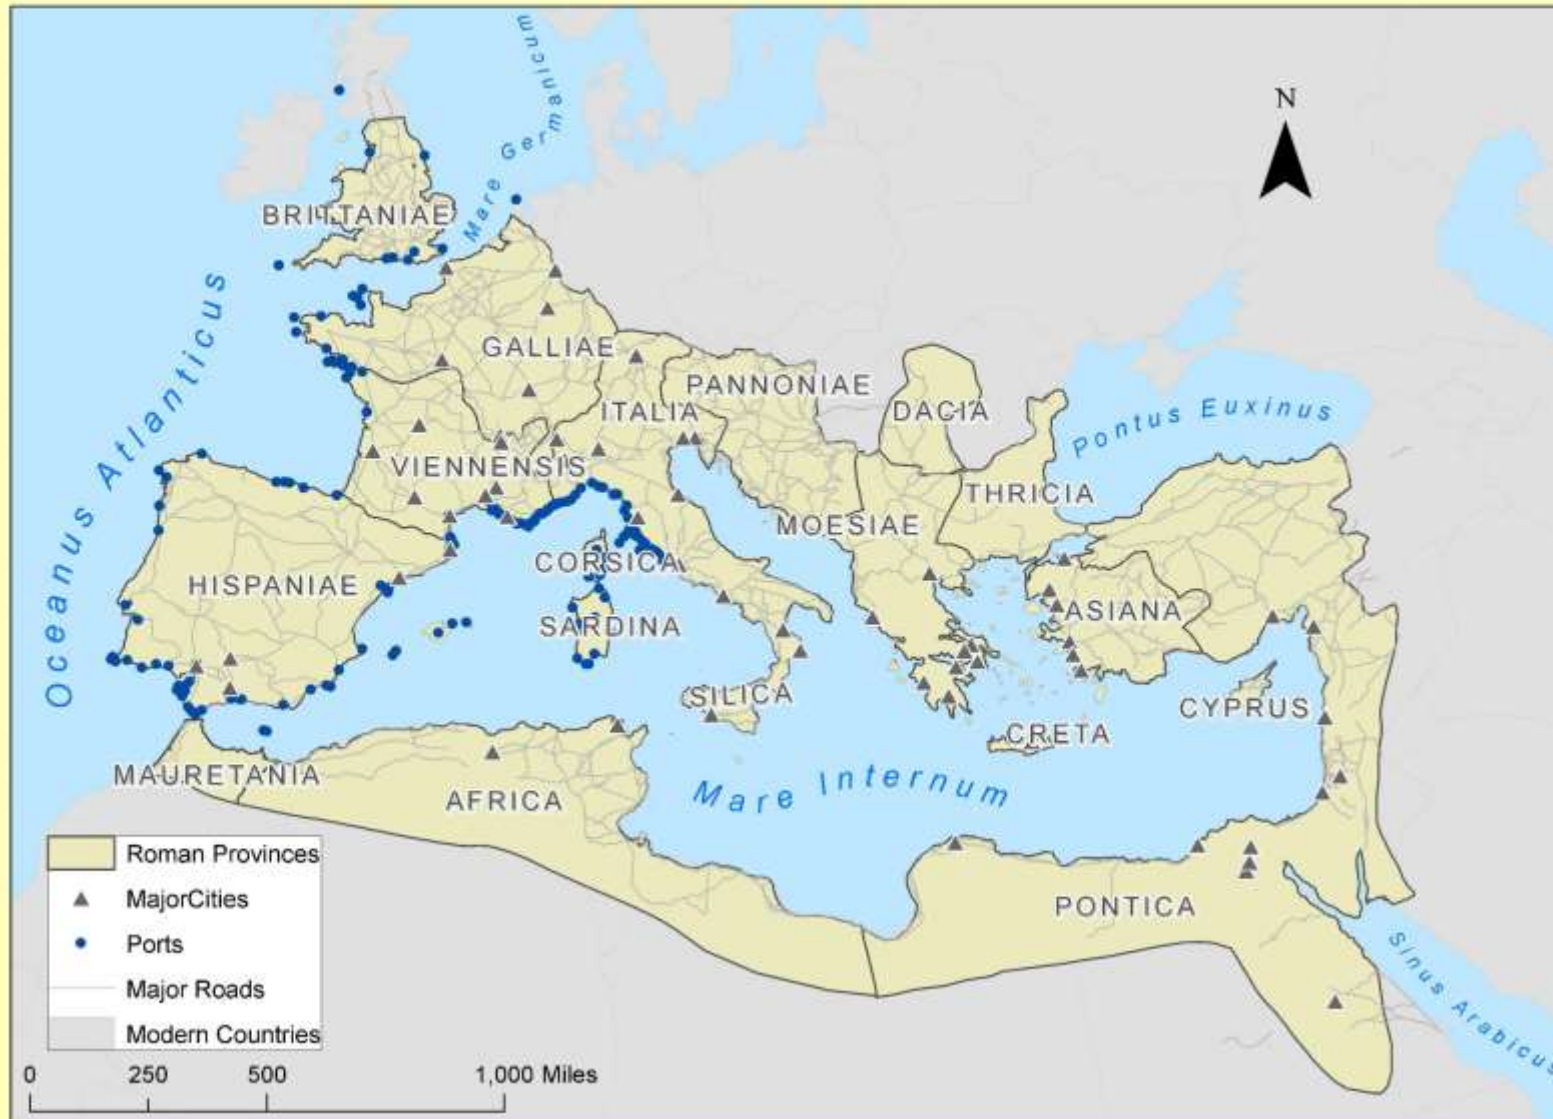 Mare Germanicum
N
BRITTANIAE
Oceanus Atlanticus
GALLIAE
PANNONIAE
ITALIA
DACIA
Pontus Euxinus
VIENNENSIS
THRICIA
MOESIAE
CORSICA
HISPANIAE
ASIANA
SARDINA
SILICA
CYPRUS
CRETA
MAURETANIA
AFRICA
Mare Internum
PONTICA
Sinus Arabicus
Roman Provinces
MajorCities
Ports
Major Roads
Modern Countries
0 250 500 1,000 Miles